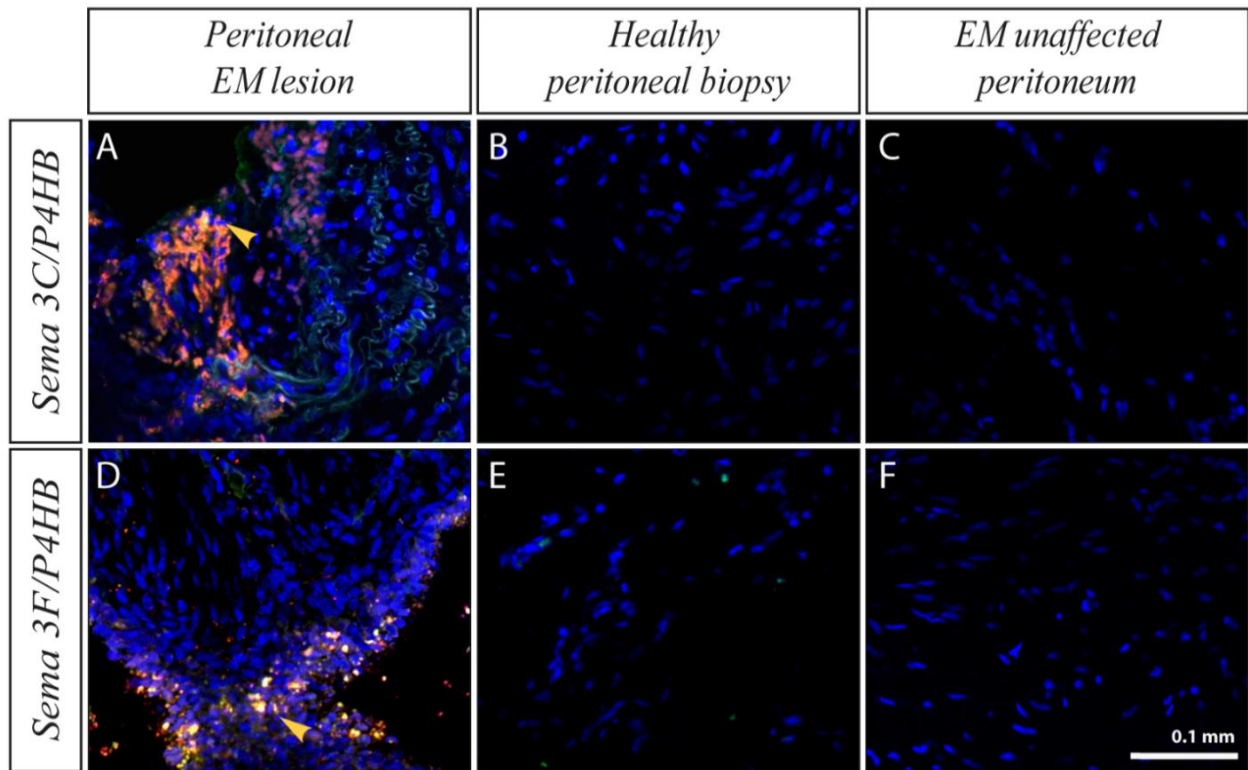 Peritoneal
EM lesion
Healthy
peritoneal biopsy
EM unaffected
peritoneum
Sema 3C/P4HB
A
B
C
Sema 3F/P4HB
D
E
F
0.1 mm